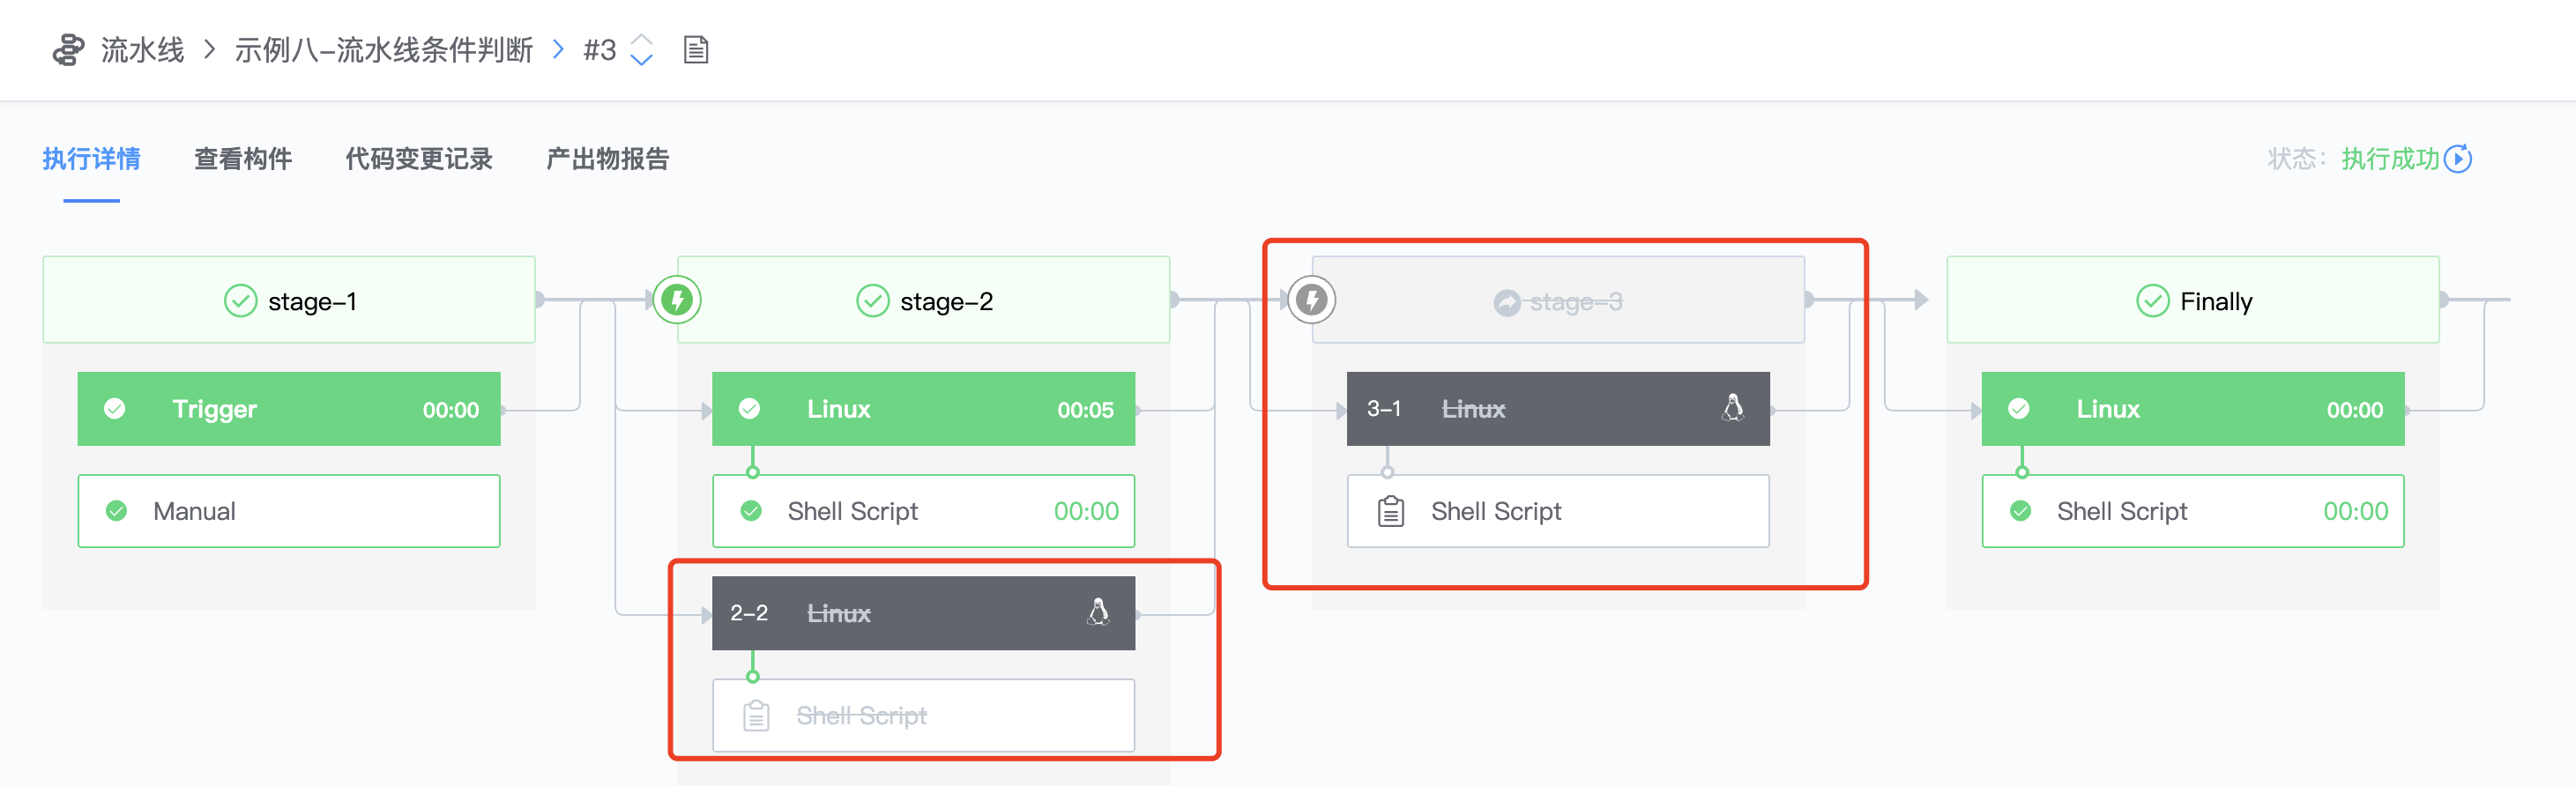 流水线 > 示例八-流水线条件判断 > #3
执行详情 查看构件 代码变更记录 产出物报告 状态： 执行成功
stage-1
Trigger 00:00
Manual
stage-2
Linux 00:05
Shell Script 00:00
2-2 Linux
Shell Script
stage-3
3-1 Linux
Shell Script
Finally
Linux 00:00
Shell Script 00:00